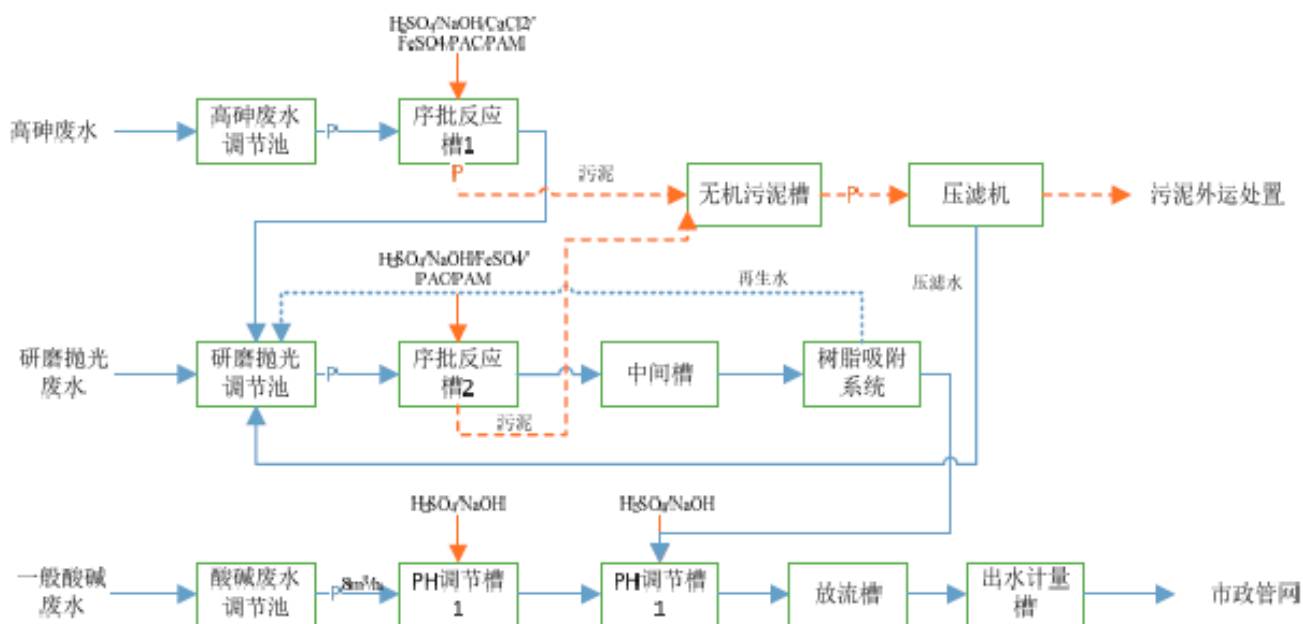 H₂SO₄/NaOH/CaCl2/
FeSO4/PAC/PAM
高砷废水
高砷废水
调节池
P
序批反应
槽1
P
污泥
无机污泥槽
P
压滤机
污泥外运处置
H₂SO₄/NaOH/FeSO4/
/PAC/PAM
再生水
压滤水
研磨抛光
废水
研磨抛光
调节池
P
序批反应
槽2
中间槽
树脂吸附
系统
污泥
H₂SO₄/NaOH
H₂SO₄/NaOH
一般酸碱
废水
酸碱废水
调节池
P
8m³/h
PH调节槽
1
PH调节槽
1
放流槽
出水计量
槽
市政管网